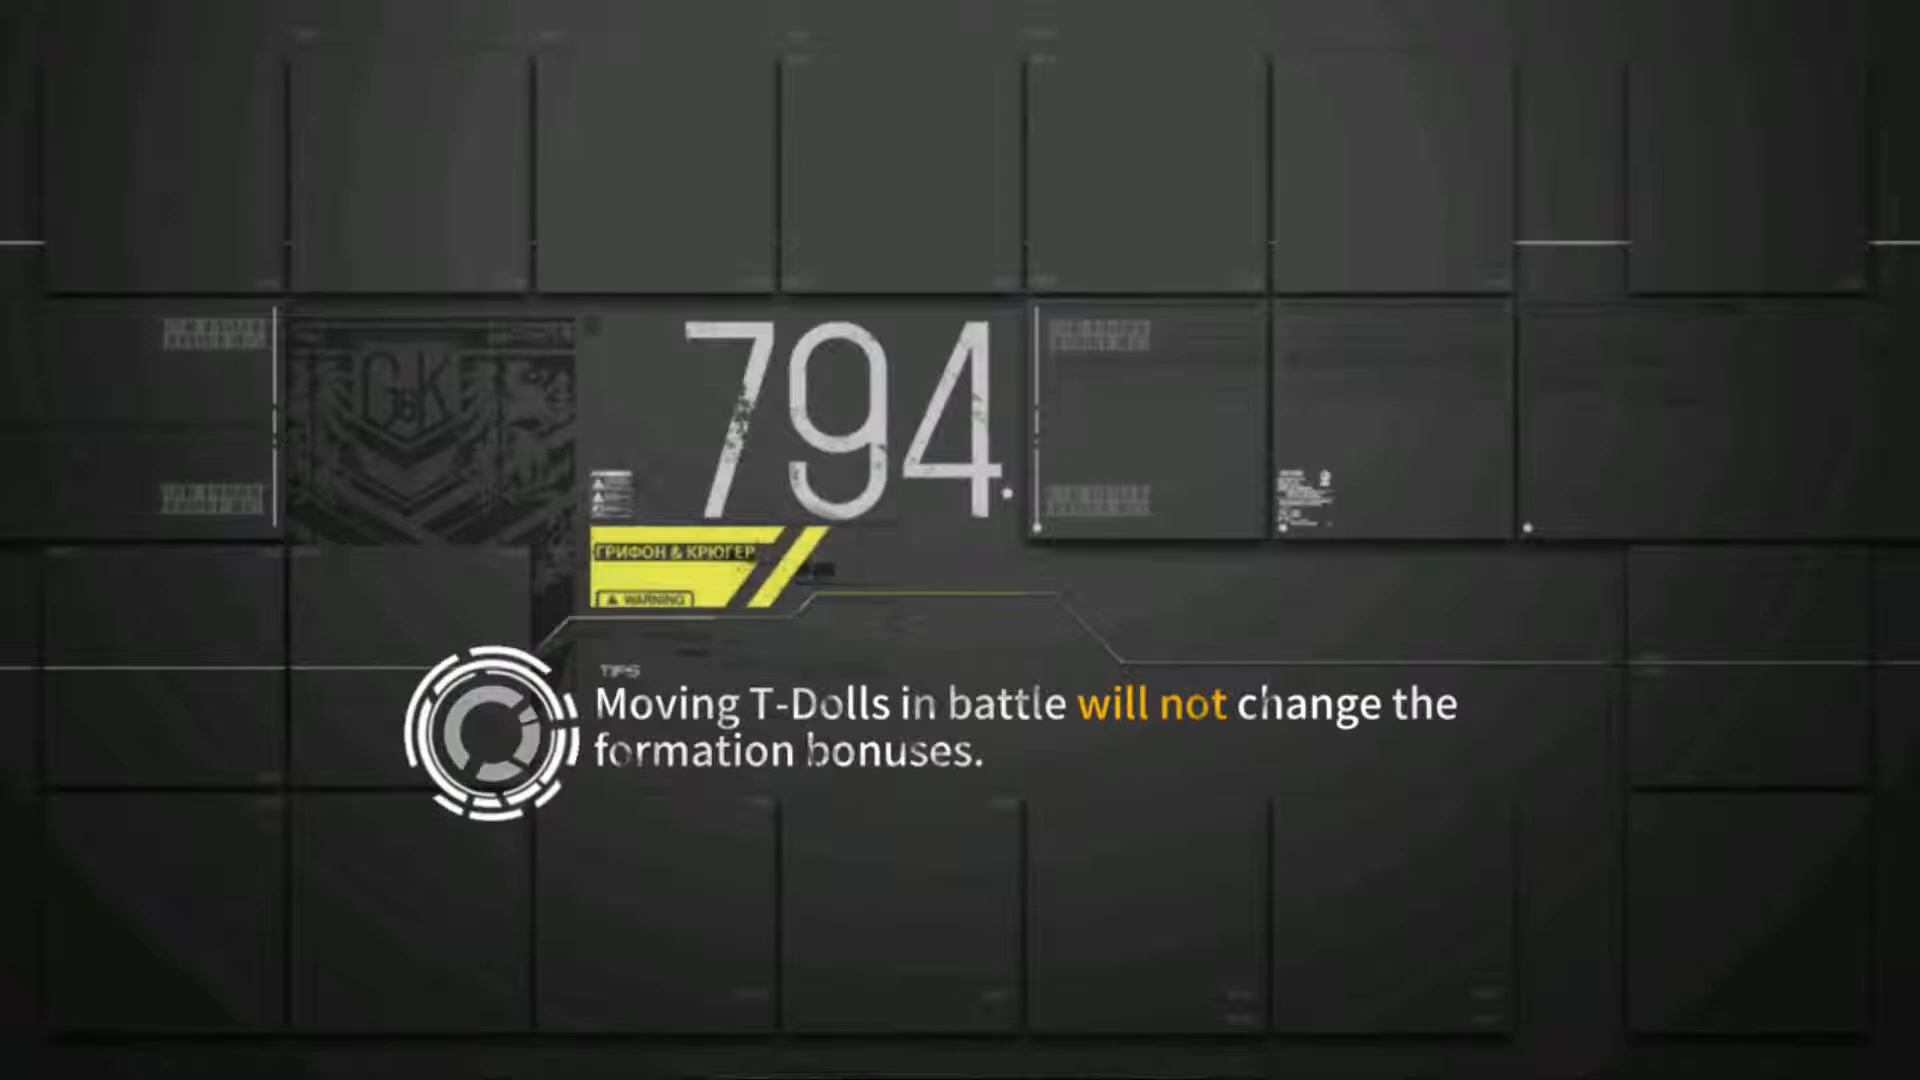 G&K
794.
ГРИФОН & КРЮГЕР
WARNING
TIPS
Moving T-Dolls in battle will not change the
formation bonuses.